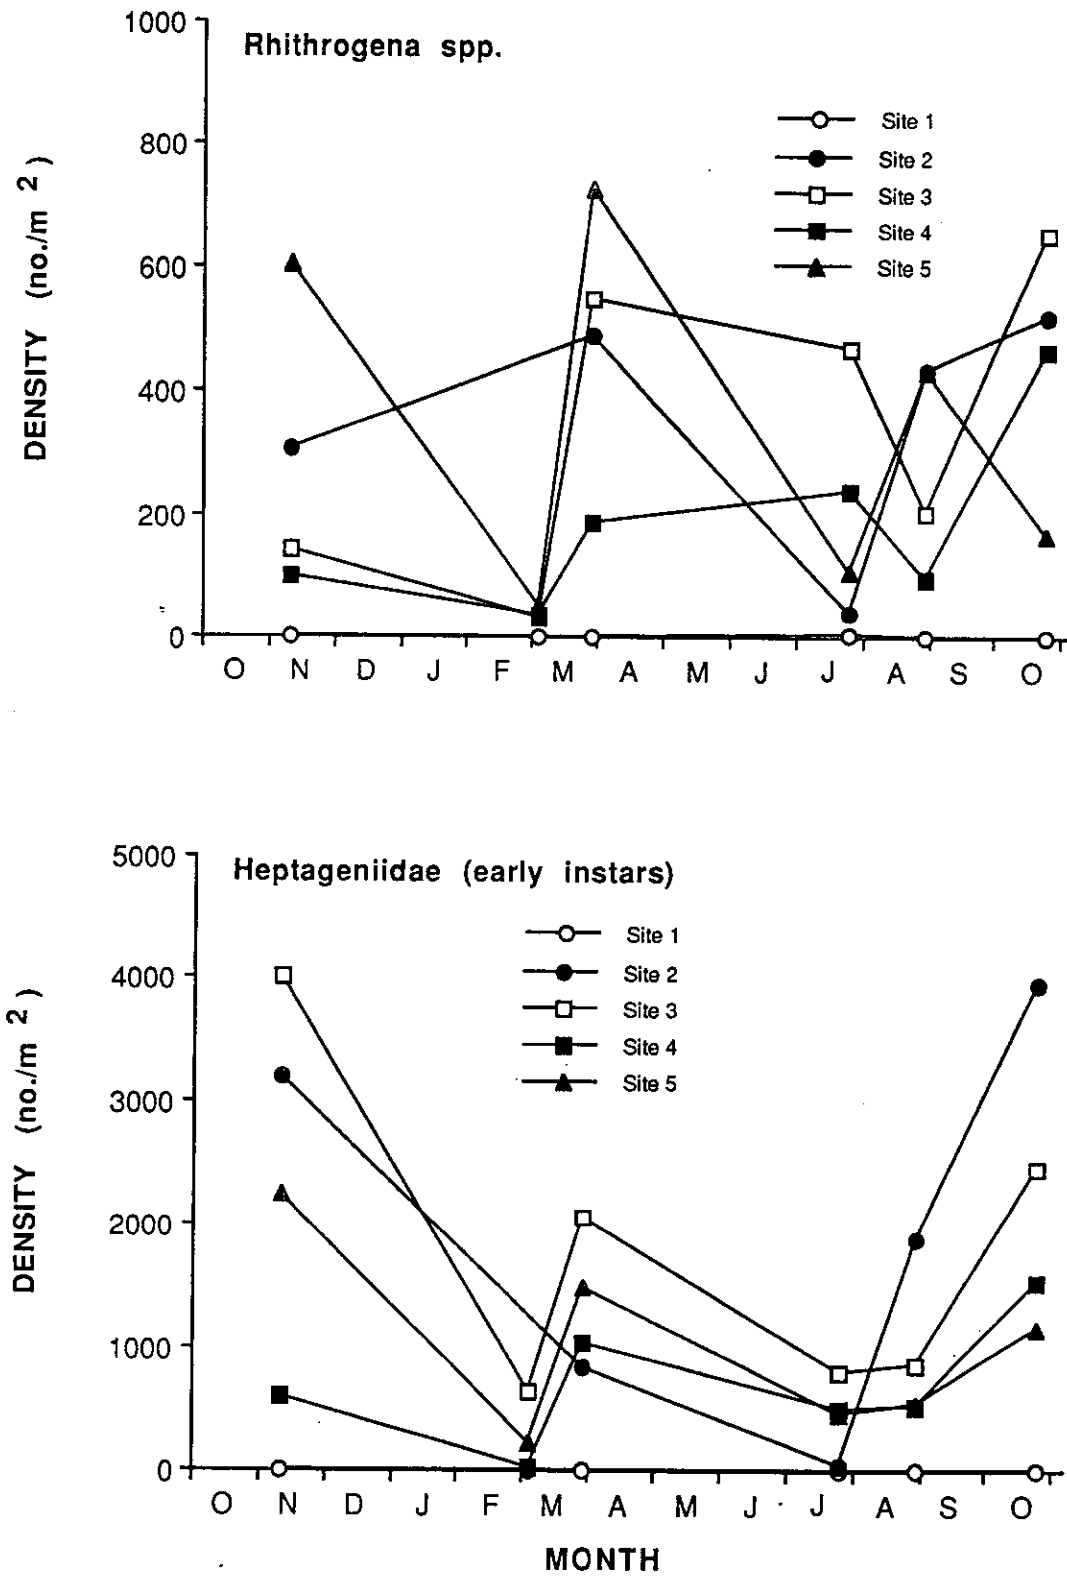 Rhithrogena spp.
1000
800
600
400
200
0
DENSITY (no./m 2 )
Site 1
Site 2
Site 3
Site 4
Site 5
O N D J F M A M J J A S O
Heptageniidae (early instars)
5000
4000
3000
2000
1000
0
DENSITY (no./m 2 )
Site 1
Site 2
Site 3
Site 4
Site 5
O N D J F M A M J J A S O
MONTH